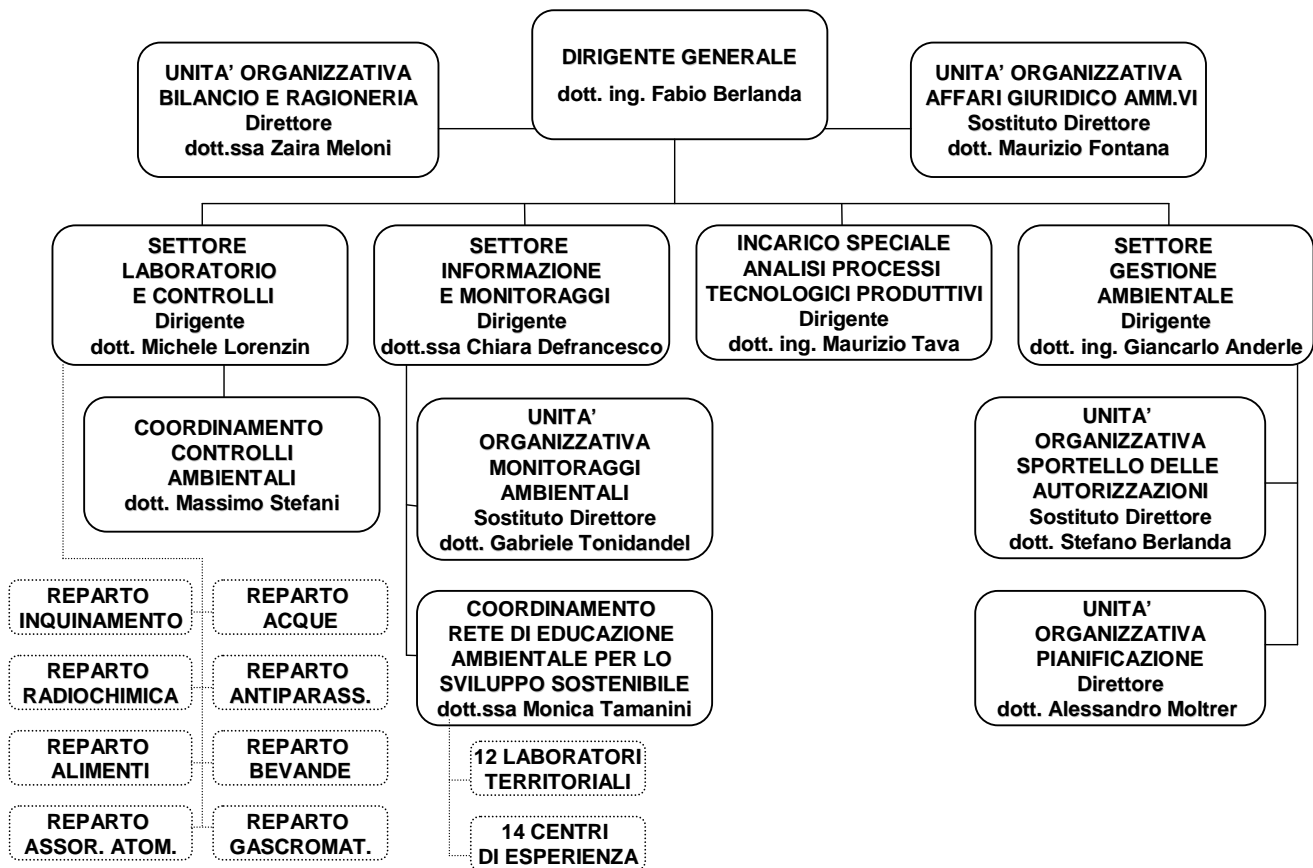 DIRIGENTE GENERALE
dott. ing. Fabio Berlanda
UNITA’ ORGANIZZATIVA
BILANCIO E RAGIONERIA
Direttore
dott.ssa Zaira Meloni
UNITA’ ORGANIZZATIVA
AFFARI GIURIDICO AMM.VI
Sostituto Direttore
dott. Maurizio Fontana
SETTORE
LABORATORIO
E CONTROLLI
Dirigente
dott. Michele Lorenzin
SETTORE
INFORMAZIONE
E MONITORAGGI
Dirigente
dott.ssa Chiara Defrancesco
INCARICO SPECIALE
ANALISI PROCESSI
TECNOLOGICI PRODUTTIVI
Dirigente
dott. ing. Maurizio Tava
SETTORE
GESTIONE
AMBIENTALE
Dirigente
dott. ing. Giancarlo Anderle
COORDINAMENTO
CONTROLLI
AMBIENTALI
dott. Massimo Stefani
UNITA’
ORGANIZZATIVA
MONITORAGGI
AMBIENTALI
Sostituto Direttore
dott. Gabriele Tonidandel
UNITA’
ORGANIZZATIVA
SPORTELLO DELLE
AUTORIZZAZIONI
Sostituto Direttore
dott. Stefano Berlanda
REPARTO
INQUINAMENTO
REPARTO
ACQUE
REPARTO
RADIOCHIMICA
REPARTO
ANTIPARASS.
REPARTO
ALIMENTI
REPARTO
BEVANDE
REPARTO
ASSOR. ATOM.
REPARTO
GASCROMAT.
COORDINAMENTO
RETE DI EDUCAZIONE
AMBIENTALE PER LO
SVILUPPO SOSTENIBILE
dott.ssa Monica Tamanini
12 LABORATORI
TERRITORIALI
14 CENTRI
DI ESPERIENZA
UNITA’
ORGANIZZATIVA
PIANIFICAZIONE
Direttore
dott. Alessandro Moltrer